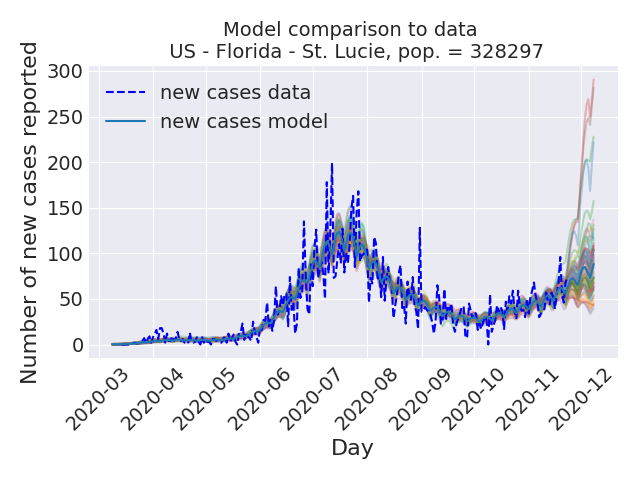 Model comparison to data
US - Florida - St. Lucie, pop. = 328297
Number of new cases reported
300
250
200
150
100
50
0
new cases data
new cases model
2020-03
2020-04
2020-05
2020-06
2020-07
2020-08
2020-09
2020-10
2020-11
2020-12
Day